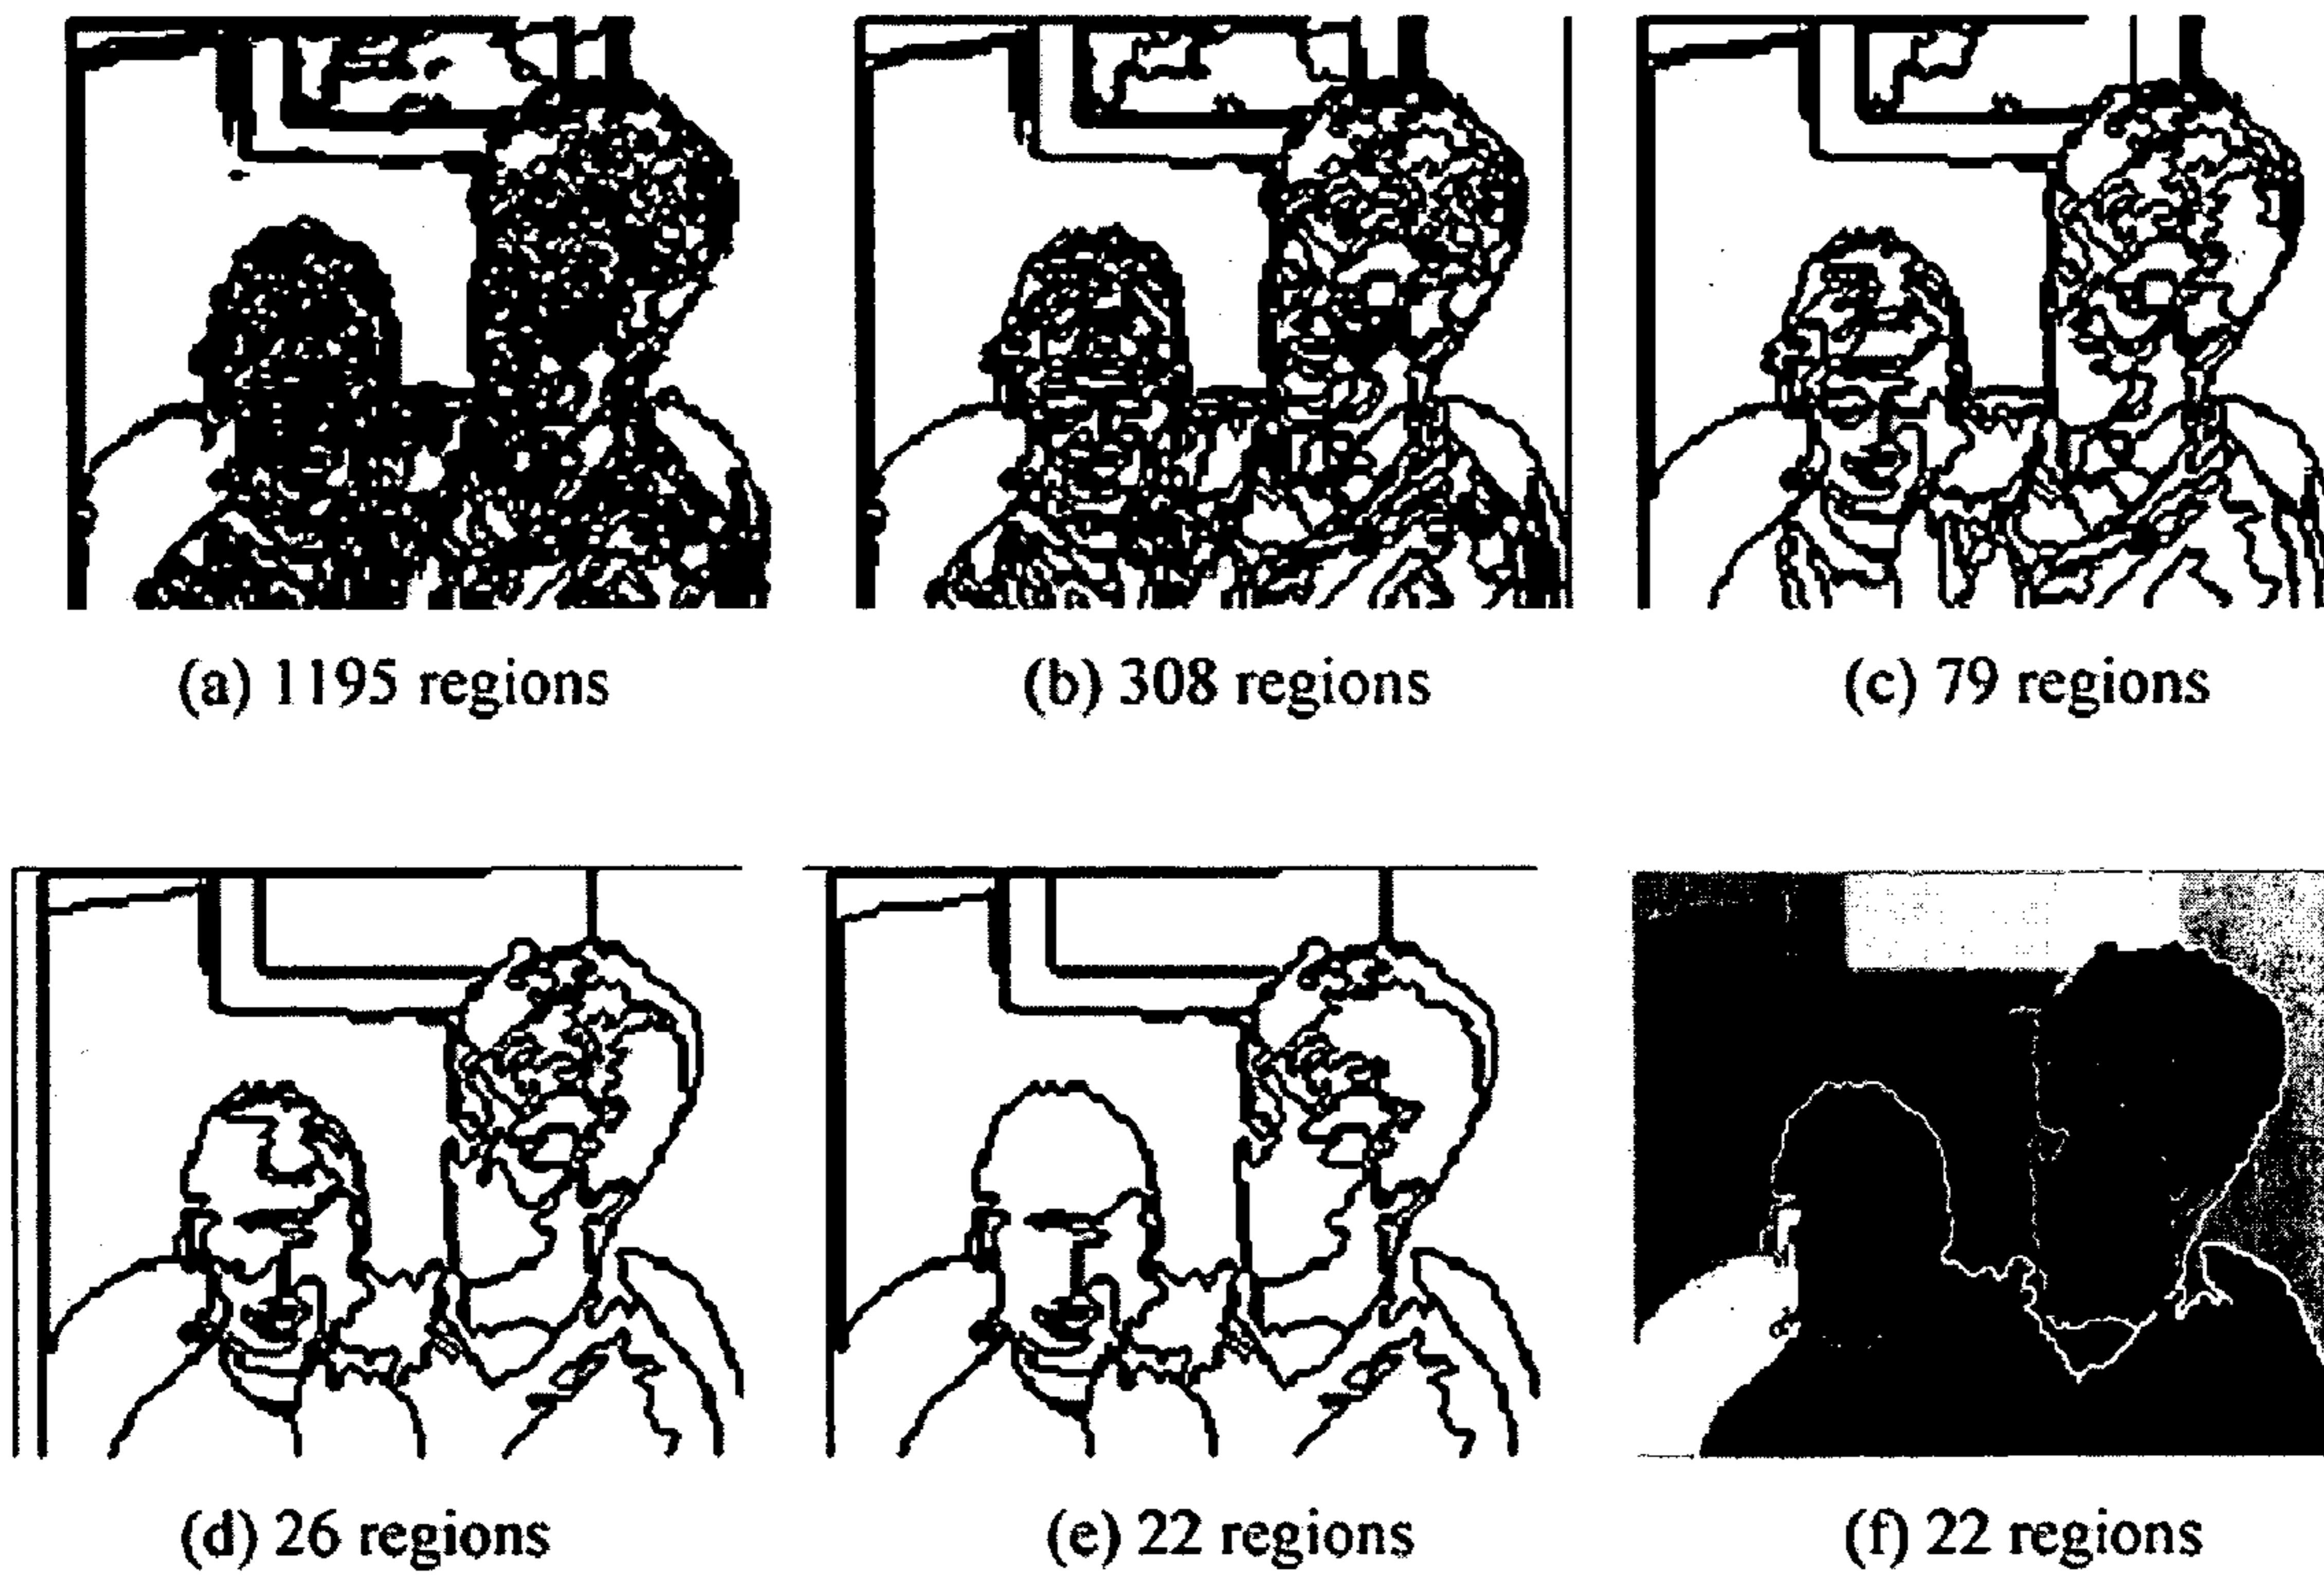 (a) 1195 regions
(b) 308 regions
(c) 79 regions
(d) 26 regions
(e) 22 regions
(f) 22 regions